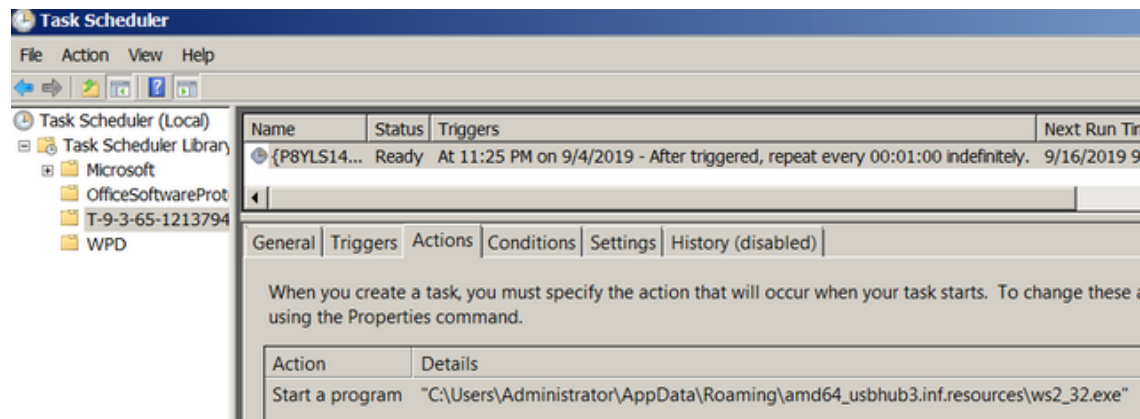 Task Scheduler
File Action View Help
Task Scheduler (Local)
Task Scheduler Library
Microsoft
OfficeSoftwareProt
T-9-3-65-1213794
WPD
Name Status Triggers Next Run Tir
{P8YLS14... Ready At 11:25 PM on 9/4/2019 - After triggered, repeat every 00:01:00 indefinitely. 9/16/2019 9
General Triggers Actions Conditions Settings History (disabled)
When you create a task, you must specify the action that will occur when your task starts. To change these a
using the Properties command.
Action Details
Start a program "C:\Users\Administrator\AppData\Roaming\amd64_usbhub3.inf.resources\ws2_32.exe"